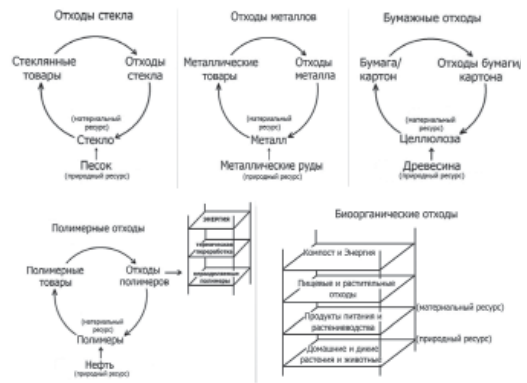 Отходы стекла
Стеклянные
товары
Отходы
стекла
(материальный
ресурс)
Стекло
Песок
(природный ресурс)
Отходы металлов
Металлические
товары
Отходы
металла
(материальный
ресурс)
Металл
Металлические руды
(природный ресурс)
Бумажные отходы
Бумага/
картон
Отходы бумаги/
картона
(материальный
ресурс)
Целлюлоза
Древесина
(природный ресурс)
Полимерные отходы
Полимерные
товары
Отходы
полимеров
(материальный
ресурс)
Полимеры
Нефть
(природный ресурс)
ЭНЕРГИЯ
переработка
полимеры
Биоорганические отходы
Компост и Энергия
Пищевые и растительные
отходы
Продукты питания и
растениеводства
Домашние и дикие
растения и животные
(материальный ресурс)
(природный ресурс)